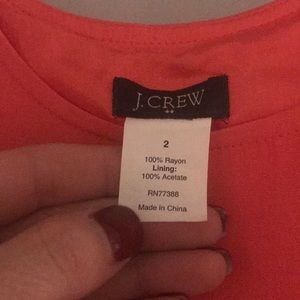 J.CREW
2
100% Rayon
Lining:
100% Acetate
RN77388
Made in China